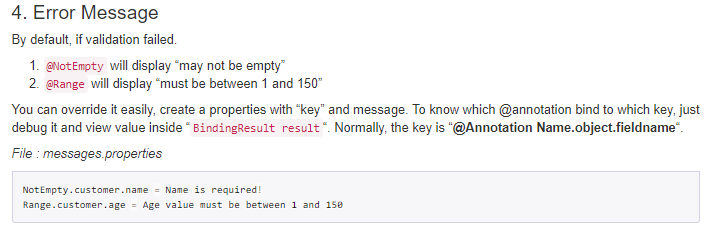 4. Error Message
By default, if validation failed.
1. @NotEmpty will display “may not be empty”
2. @Range will display “must be between 1 and 150”
You can override it easily, create a properties with “key” and message. To know which @annotation bind to which key, just
debug it and view value inside “ BindingResult result “. Normally, the key is “@Annotation Name.object.fieldname“.
File : messages.properties
NotEmpty.customer.name = Name is required!
Range.customer.age = Age value must be between 1 and 150